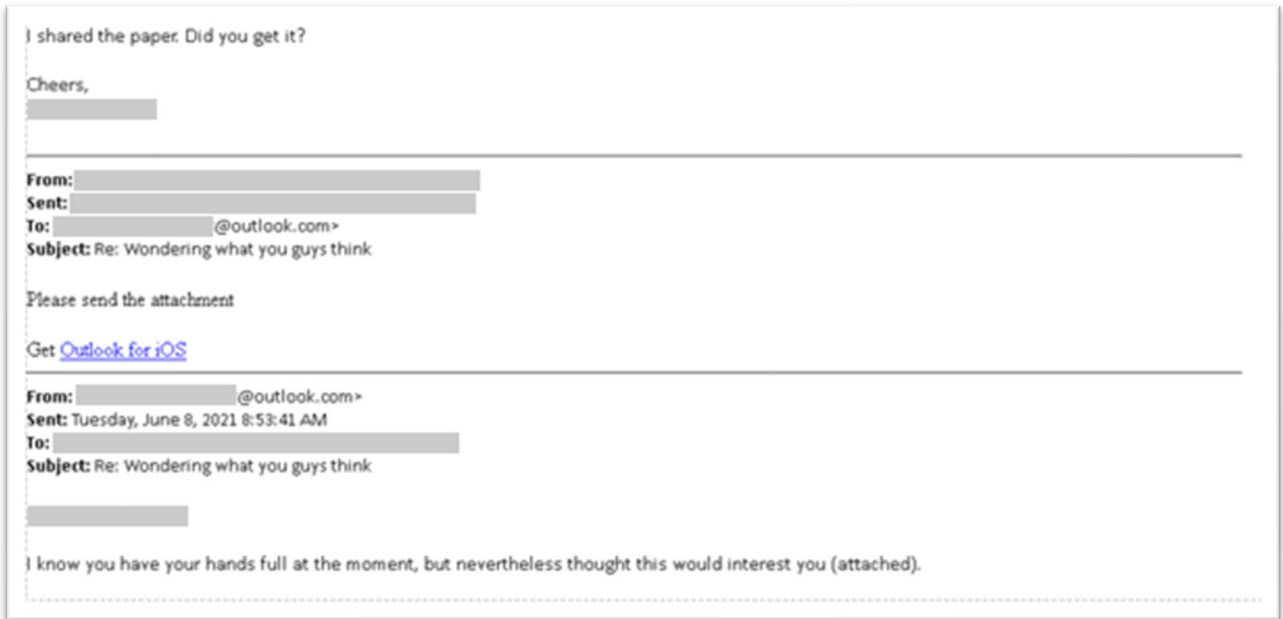 I shared the paper. Did you get it?
Cheers,
From:
Sent:
To: @outlook.com>
Subject: Re: Wondering what you guys think
Please send the attachment
Get Outlook for iOS
From: @outlook.com>
Sent: Tuesday, June 8, 2021 8:53:41 AM
To:
Subject: Re: Wondering what you guys think
I know you have your hands full at the moment, but nevertheless thought this would interest you (attached).